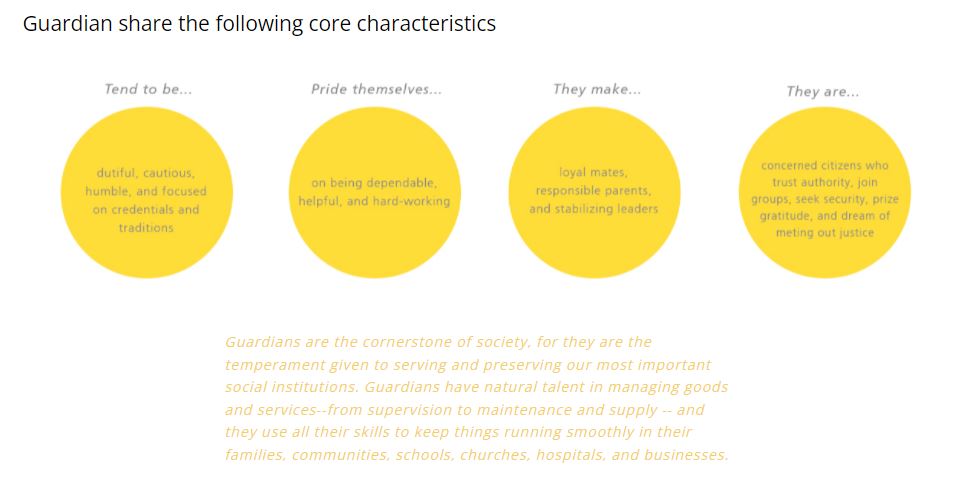 Guardian share the following core characteristics
Tend to be...
dutiful, cautious,
humble, and focused
on credentials and
traditions
Pride themselves...
on being dependable,
helpful, and hard-working
They make...
loyal mates,
responsible parents,
and stabilizing leaders
They are...
concerned citizens who
trust authority, join
groups, seek security, prize
gratitude, and dream of
meting out justice
Guardians are the cornerstone of society, for they are the
temperament given to serving and preserving our most important
social institutions. Guardians have natural talent in managing goods
and services--from supervision to maintenance and supply -- and
they use all their skills to keep things running smoothly in their
families, communities, schools, churches, hospitals, and businesses.